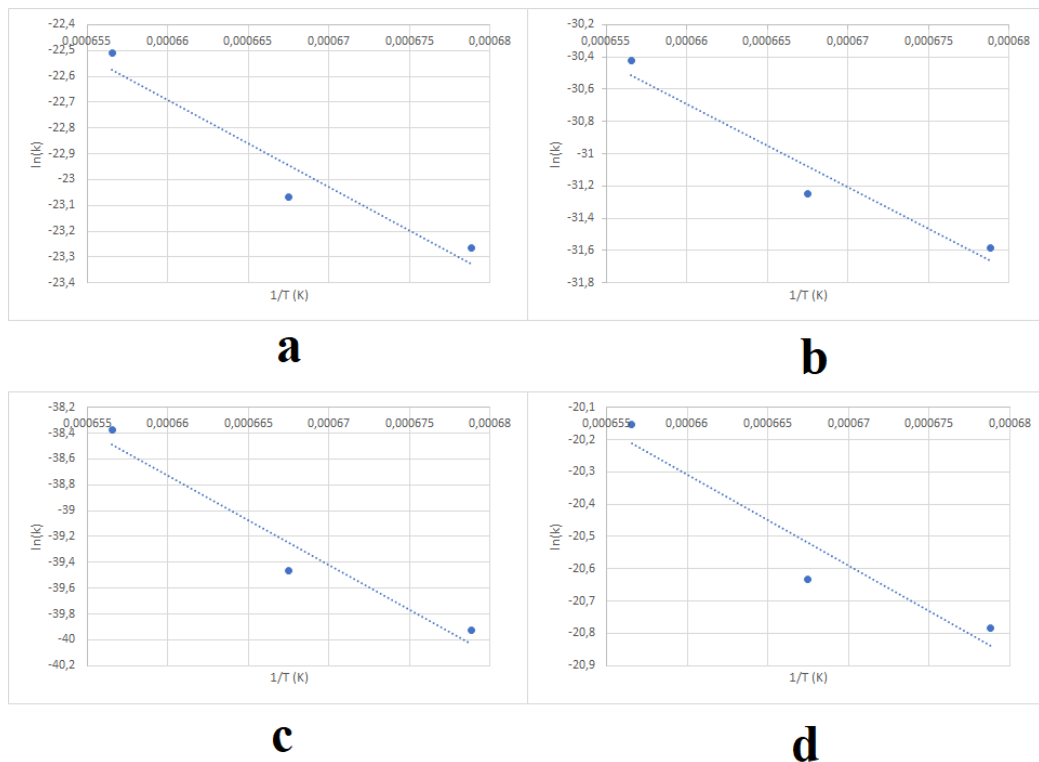 -22,4
0,000655 0,00066 0,000665 0,00067 0,000675 0,00068
-22,5
-22,6
-22,7
-22,8
-22,9
-23
-23,1
-23,2
-23,3
-23,4
ln(k)
1/T (K)
a
-30,2
0,000655 0,00066 0,000665 0,00067 0,000675 0,00068
-30,4
-30,6
-30,8
-31
-31,2
-31,4
-31,6
-31,8
ln(k)
1/T (K)
b
-38,2
0,000655 0,00066 0,000665 0,00067 0,000675 0,00068
-38,4
-38,6
-38,8
-39
-39,2
-39,4
-39,6
-39,8
-40
-40,2
ln(k)
1/T (K)
c
-20,1
0,000655 0,00066 0,000665 0,00067 0,000675 0,00068
-20,2
-20,3
-20,4
-20,5
-20,6
-20,7
-20,8
-20,9
ln(k)
1/T (K)
d